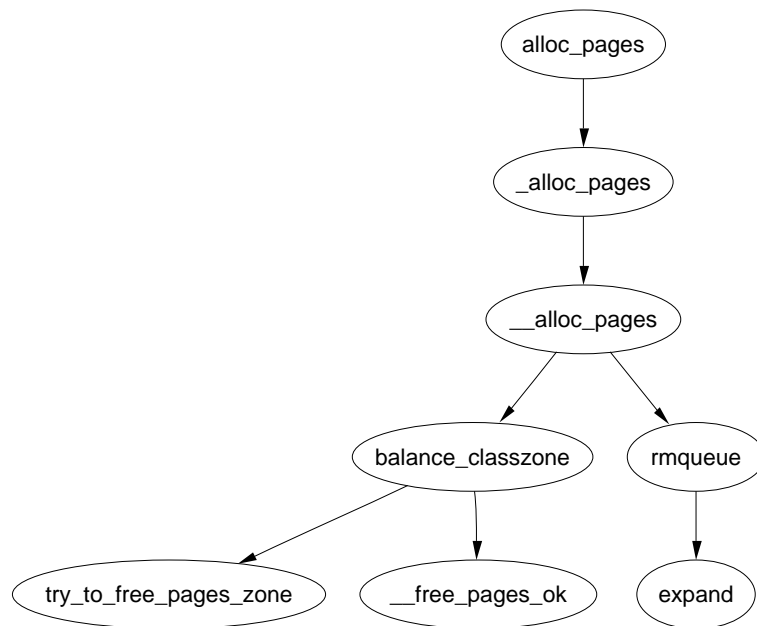 alloc_pages
_alloc_pages
__alloc_pages
balance_classzone
rmqueue
try_to_free_pages_zone
__free_pages_ok
expand